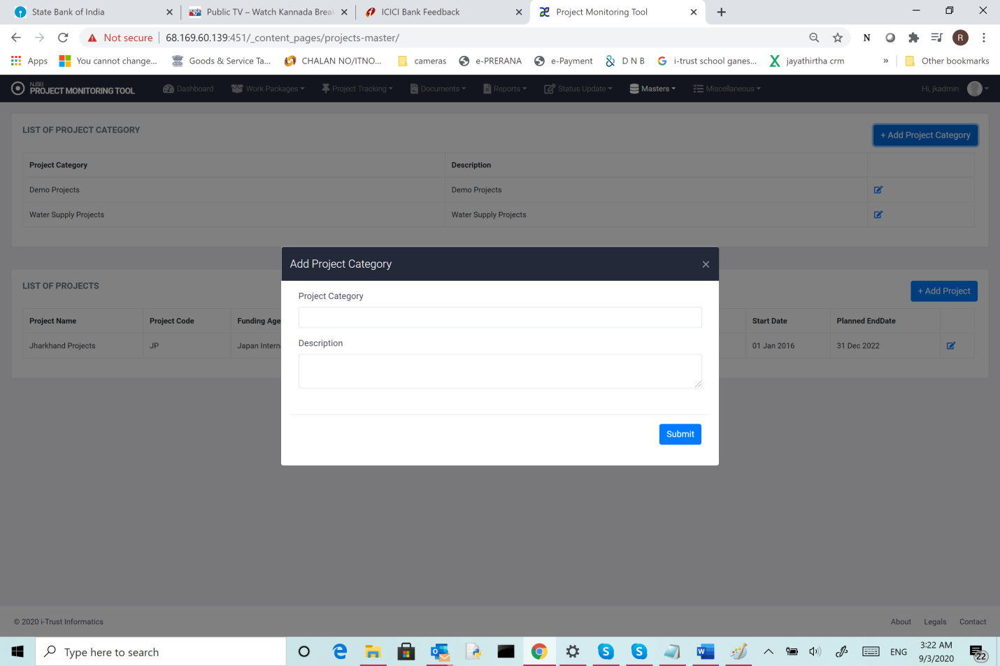 State Bank of India
Public TV – Watch Kannada Brea
ICICI Bank Feedback
Project Monitoring Tool
Not secure
68.169.60.139:451/_content_pages/projects-master/
N
R
Apps
You cannot change...
Goods & Service Ta...
CHALAN NO/ITNO...
cameras
e-PRERANA
e-Payment
D N B
i-trust school ganes...
jayathirtha crm
»
Other bookmarks
NJSEI
PROJECT MONITORING TOOL
Dashboard
Work Packages
Project Tracking
Documents
Reports
Status Update
Masters
Miscellaneous
Hi, jkadmin
LIST OF PROJECT CATEGORY
+ Add Project Category
Project Category
Description
Demo Projects
Demo Projects
Water Supply Projects
Water Supply Projects
Add Project Category
×
Project Category
Description
Submit
LIST OF PROJECTS
+ Add Project
Project Name
Project Code
Funding Age
Start Date
Planned EndDate
Jharkhand Projects
JP
Japan Intern
01 Jan 2016
31 Dec 2022
© 2020 i-Trust Informatics
About
Legals
Contact
Type here to search
ENG
3:22 AM
9/3/2020
22